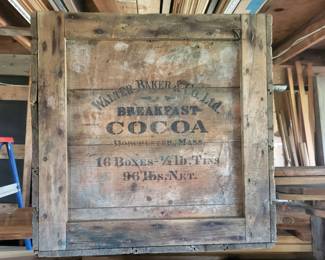 WALTER BAKER & CO. LTD.
BREAKFAST
COCOA
DORCHESTER, MASS.
16 BOXES-½ LB. TINS
96 LBS. NET.